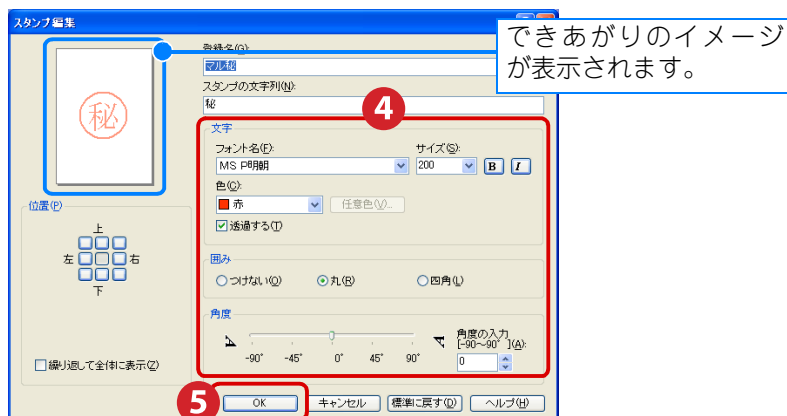 スタンプ編集
登録名(G):
マル秘
スタンプの文字列(N):
秘
できあがりのイメージ
が表示されます。
秘
4
文字
フォント名(F):
サイズ(S):
MS P明朝
200
B
I
色(C):
赤
任意色(V)...
透過する(T)
位置(P)
上
左
右
下
囲み
つけない(O)
丸(R)
四角(L)
角度
角度の入力
[-90～90°](A):
-90°
-45°
0°
45°
90°
0
繰り返して全体に表示(Z)
5
OK
キャンセル
標準に戻す(D)
ヘルプ(H)